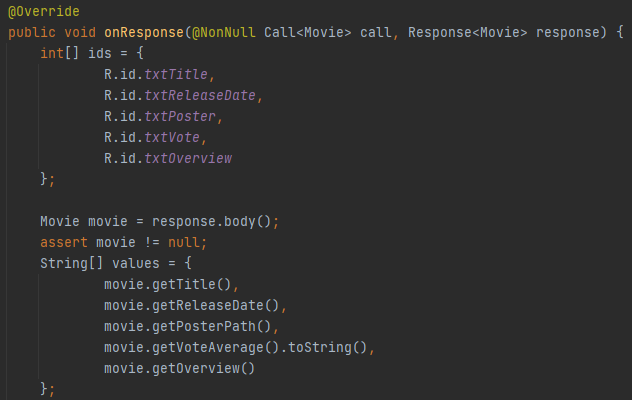 @Override
public void onResponse(@NonNull Call<Movie> call, Response<Movie> response) {
    int[] ids = {
            R.id.txtTitle,
            R.id.txtReleaseDate,
            R.id.txtPoster,
            R.id.txtVote,
            R.id.txtOverview
    };

    Movie movie = response.body();
    assert movie != null;
    String[] values = {
            movie.getTitle(),
            movie.getReleaseDate(),
            movie.getPosterPath(),
            movie.getVoteAverage().toString(),
            movie.getOverview()
    };